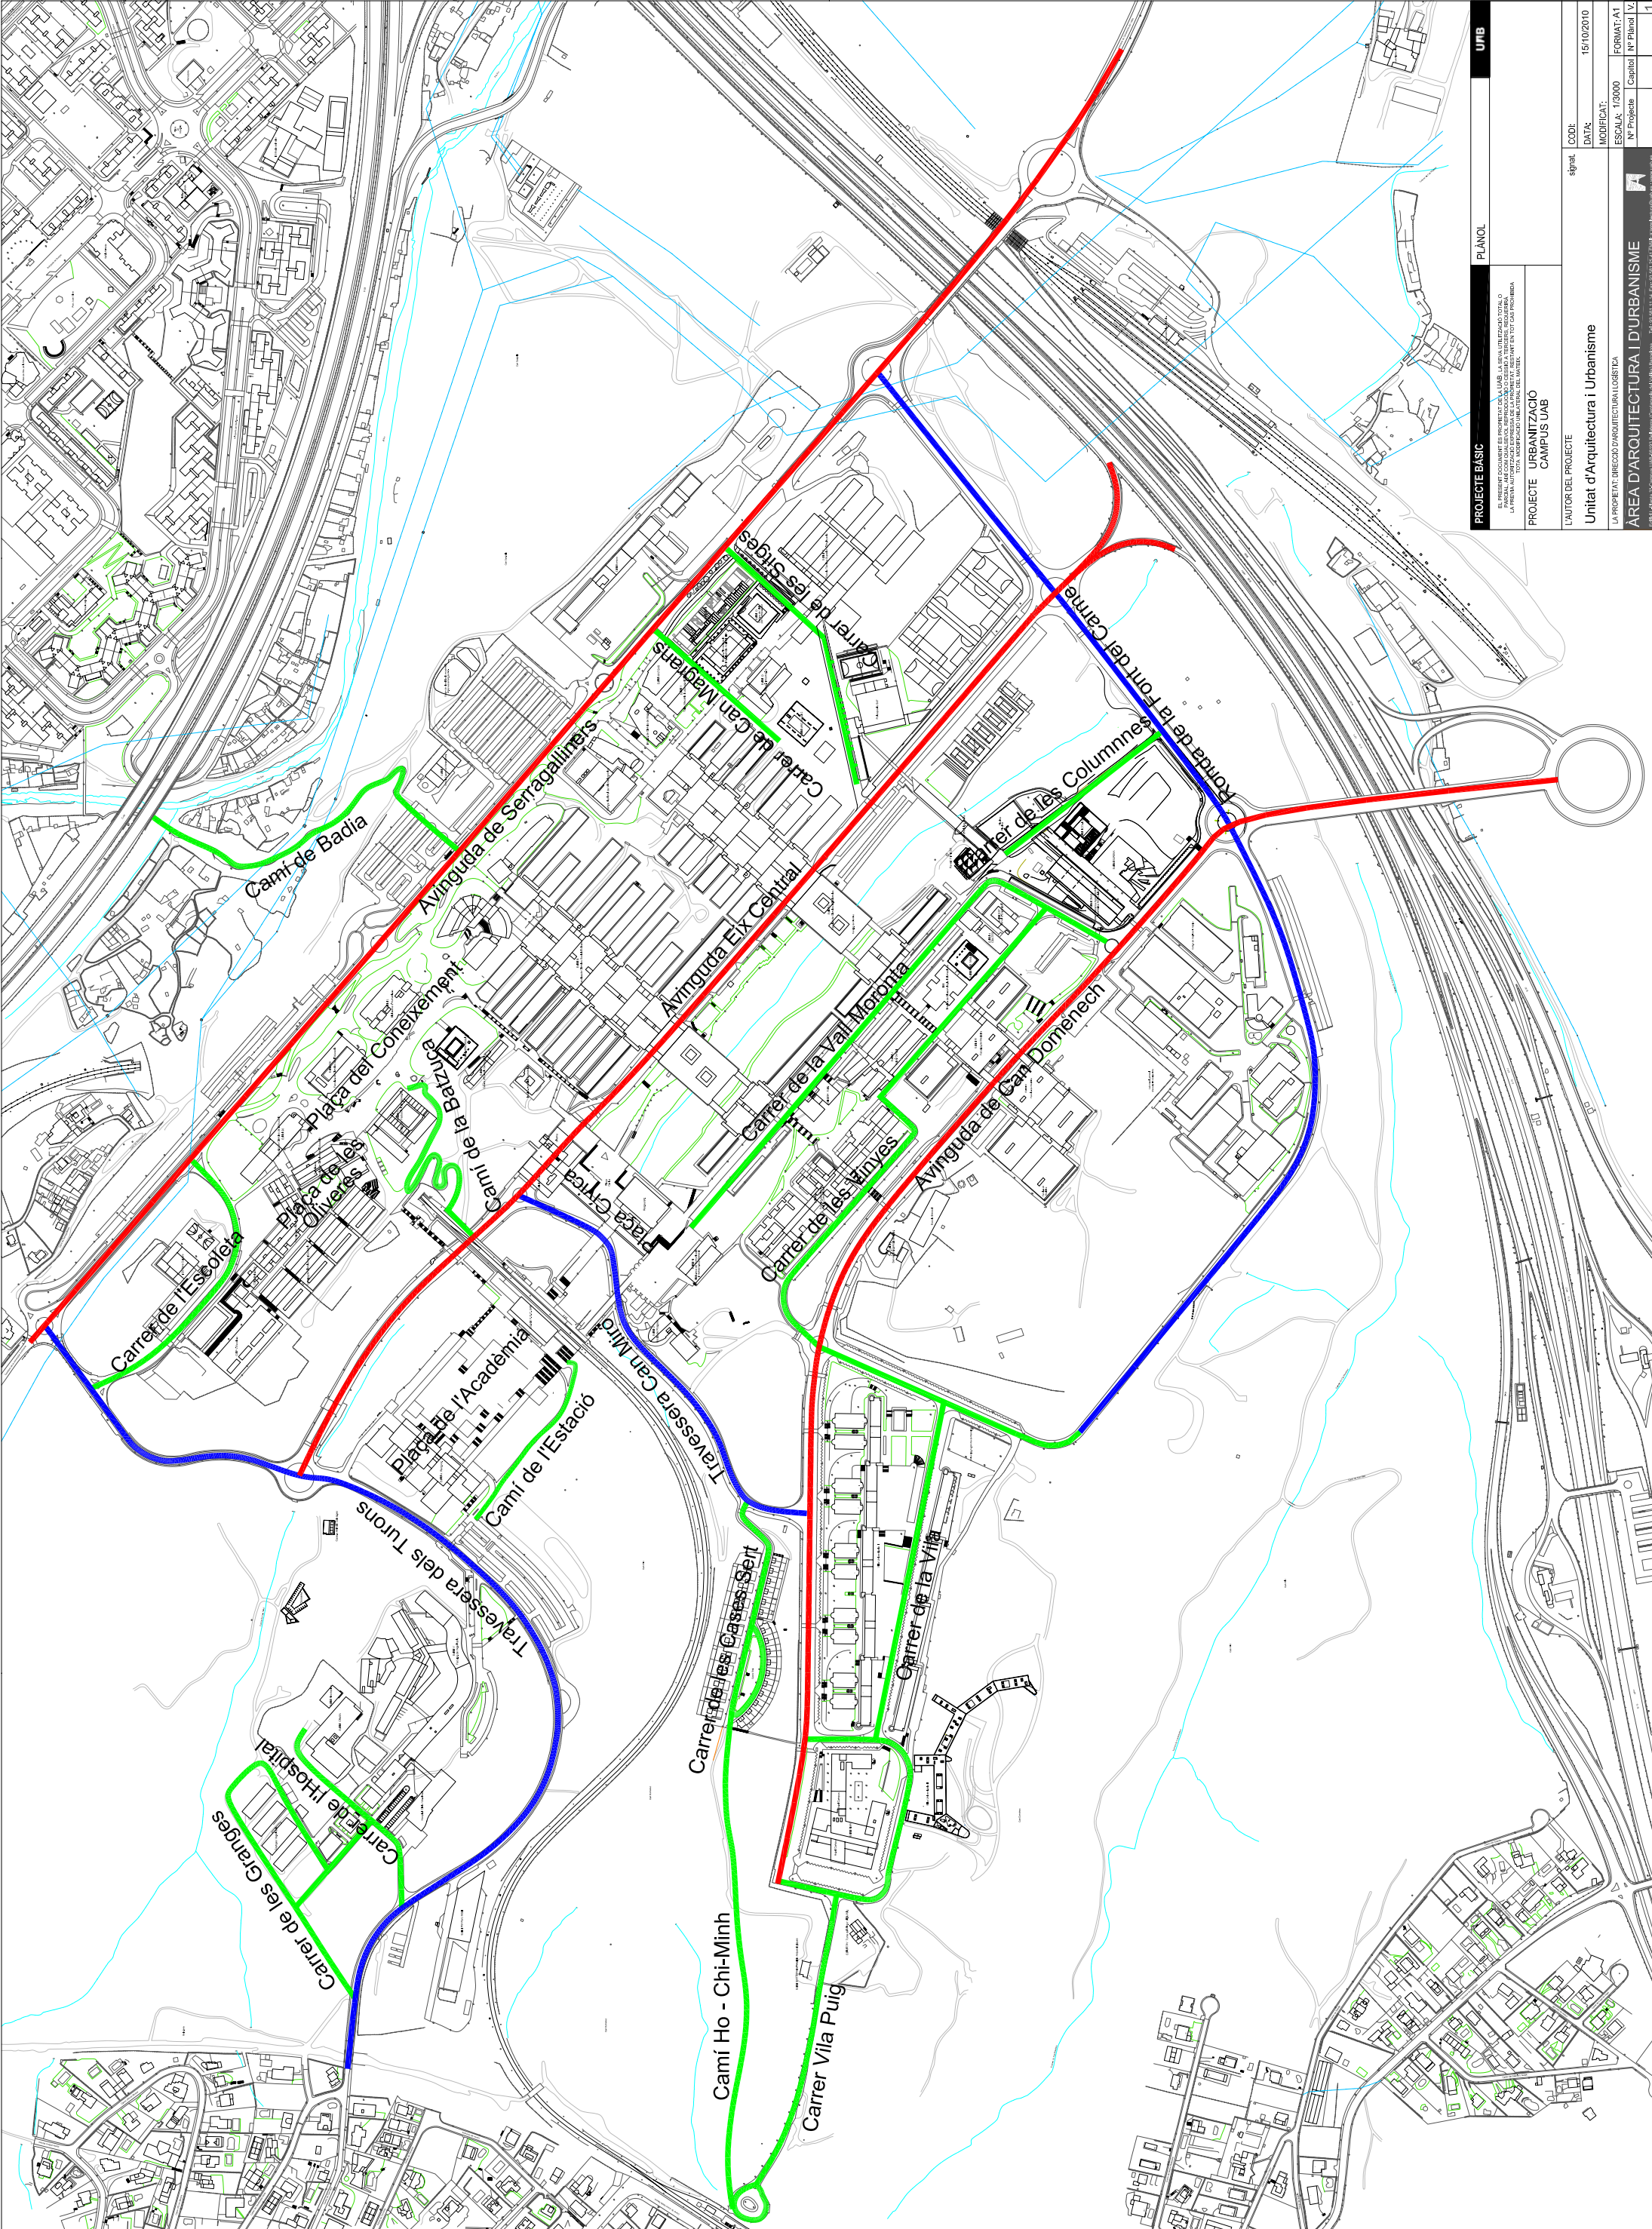 Camí de Badia
Avinguda de Serragalliners
Carrer de les Sitges
Carrer de Can Magrans
Avinguda Eix Central
Ronda de la Font del Carme
Carrer de les Columnnes
Plaça del Coneixement
Plaça de les
Oliveres
Camí de la Batzuca
Plaça Cívica
Carrer de la Vall Moronta
Carrer de les Vinyes
Avinguda de Can Domènech
Carrer de l'Escoleta
Plaça de l'Acadèmia
Camí de l'Estació
Travessera Can Miró
Travessera dels Turons
Carrer de les Cases Sert
Carrer de la Vila
Carrer de l'Hospital
Carrer de les Granges
Camí Ho - Chi-Minh
Carrer Vila Puig
PROJECTE BÀSIC
PLÀNOL
UAB
PROJECTE URBANITZACIÓ
CAMPUS UAB
L'AUTOR DEL PROJECTE
signat.
Unitat d'Arquitectura i Urbanisme
CODI:
DATA: 15/10/2010
MODIFICAT:
LA PROPIETAT: DIRECCIÓ D'ARQUITECTURA I LOGÍSTICA
ESCALA: 1/3000
FORMAT: A1
ÀREA D'ARQUITECTURA I D'URBANISME
Nº Projecte
Capítol
Nº Plànol
V.
1